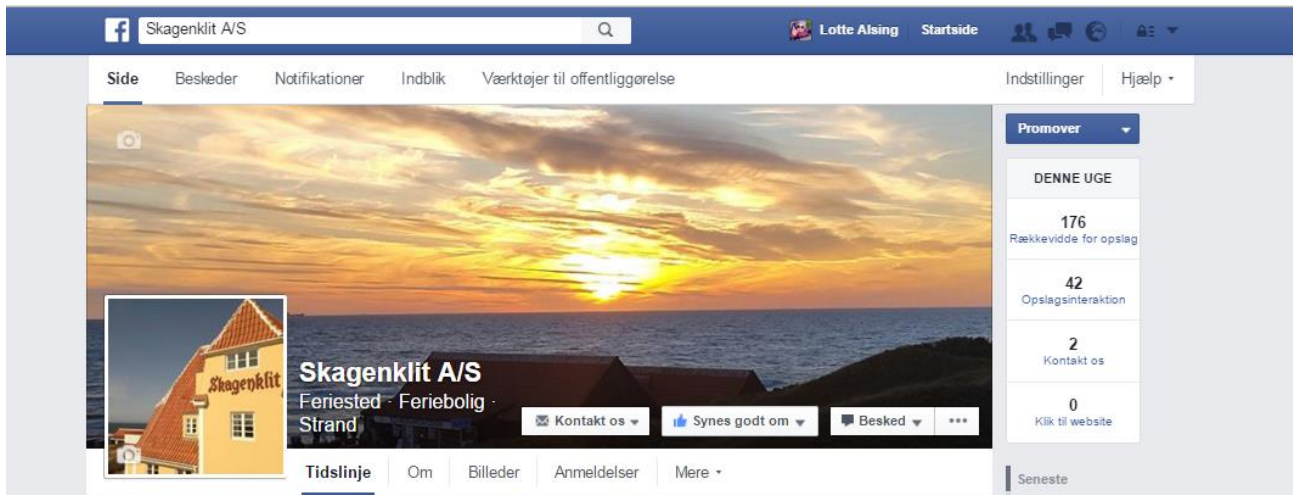 Skagenklit A/S
Lotte Alsing Startside
Side Beskeder Notifikationer Indblik Værktøjer til offentliggørelse Indstillinger Hjælp
Promover
DENNE UGE
176
Rækkevidde for opslag
42
Opslagsinteraktion
2
Kontakt os
0
Klik til website
Seneste
Skagenklit
Skagenklit A/S
Feriested · Feriebolig ·
Strand
Kontakt os Synes godt om Besked
Tidslinje Om Billeder Anmeldelser Mere